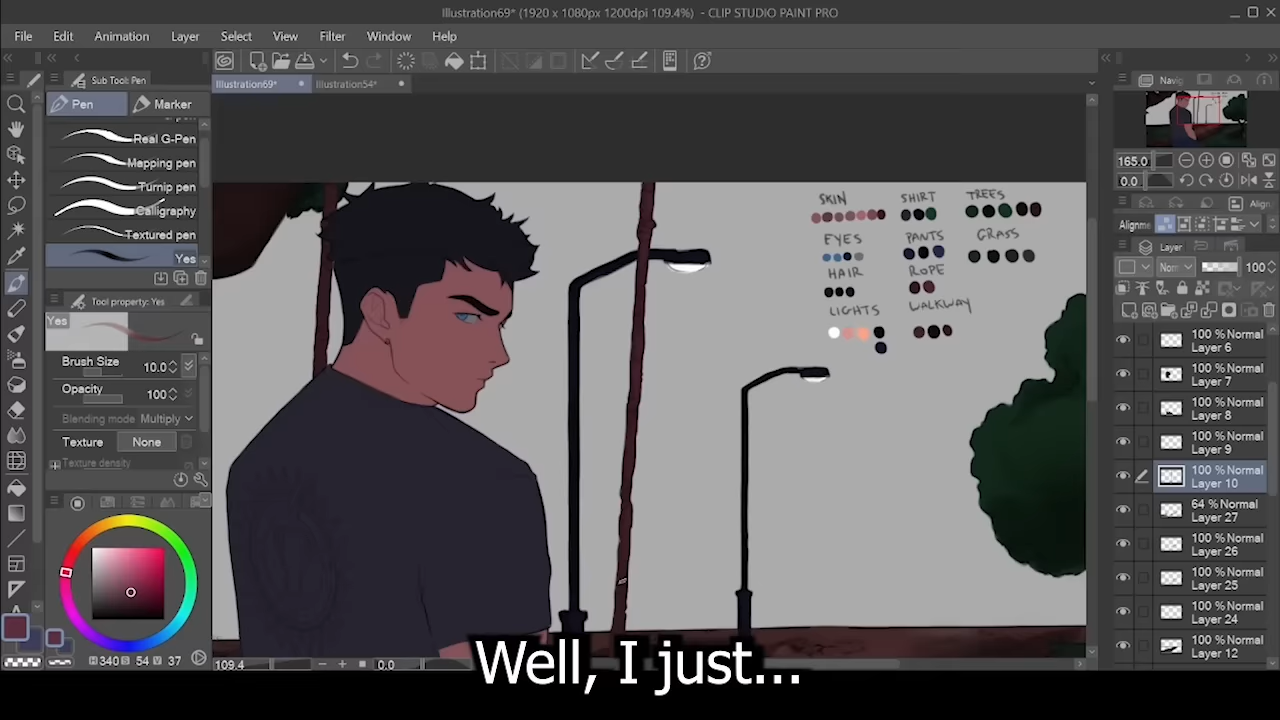 Illustration69* (1920 x 1080px 1200dpi 109.4%) - CLIP STUDIO PAINT PRO
File Edit Animation Layer Select View Filter Window Help
Sub Tool: Pen
Illustration69* Illustration54*
Navi
Pen Marker
Real G-Pen
Mapping pen
Turnip pen
Calligraphy
Textured pen
Yes
165.0
0.0
Align
Alignme
Layer
Nor 100
Tool property: Yes
Yes
Brush Size 10.0
Opacity 100
Blending mode Multiply
Texture None
Texture density
H 340 S 54 V 37
SKIN SHIRT TREES
EYES PANTS GRASS
HAIR ROPE
LIGHTS WALKWAY
100 % Normal
Layer 6
100 % Normal
Layer 7
100 % Normal
Layer 8
100 % Normal
Layer 9
100 % Normal
Layer 10
64 % Normal
Layer 27
100 % Normal
Layer 26
100 % Normal
Layer 25
100 % Normal
Layer 24
100 % Normal
Layer 12
109.4 0.0
Well, I just...